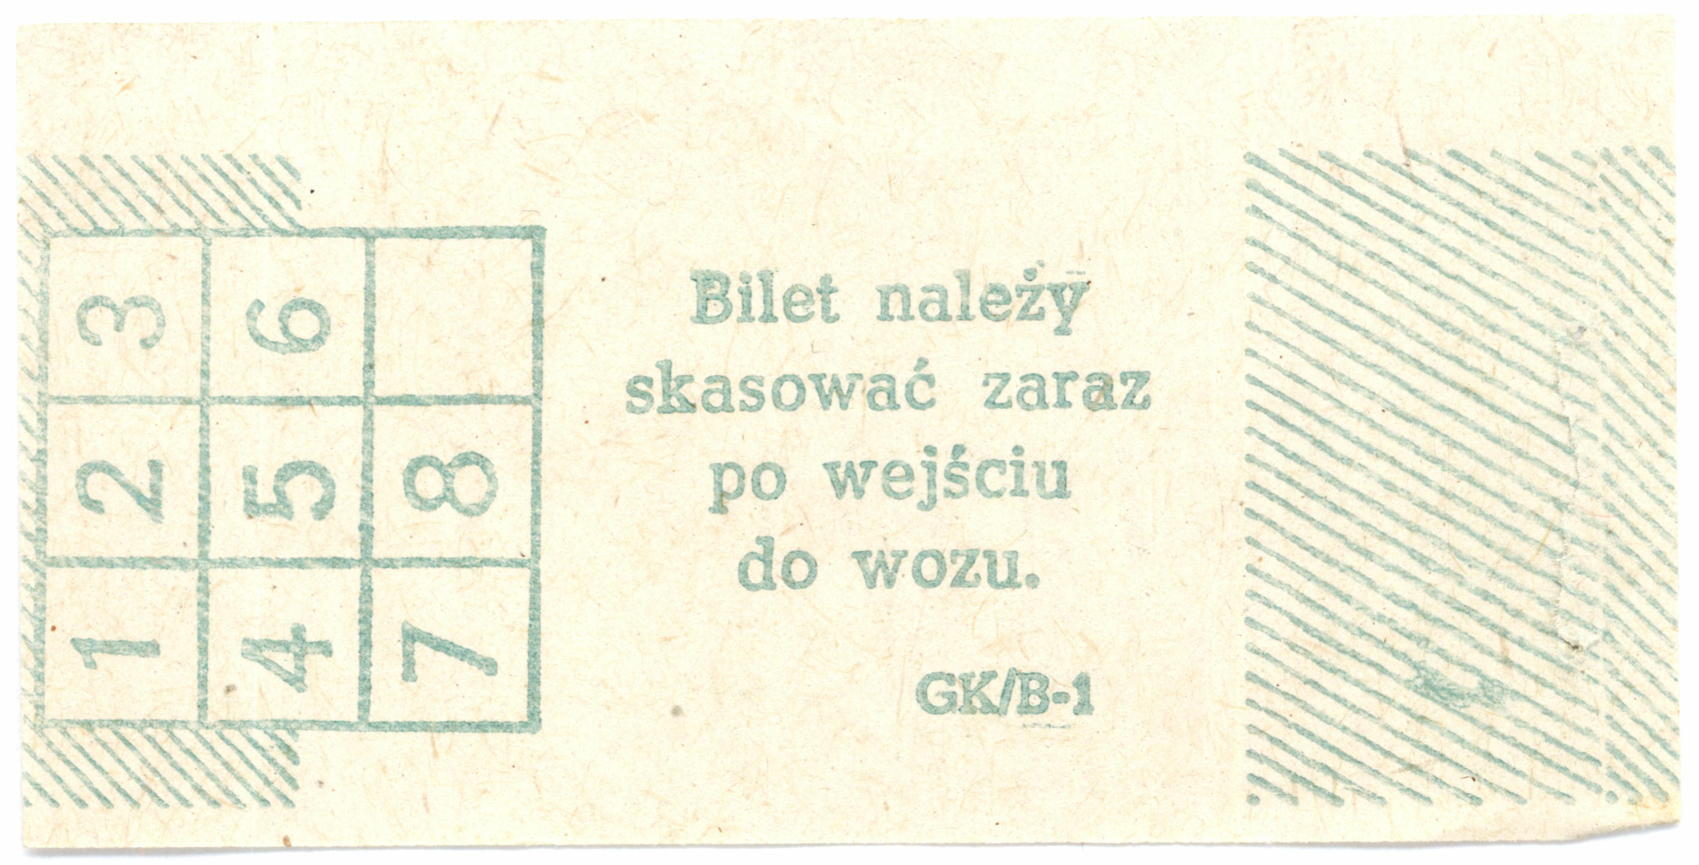 3 6
2 5 8
1 4 7
Bilet należy
skasować zaraz
po wejściu
do wozu.
GK/B-1